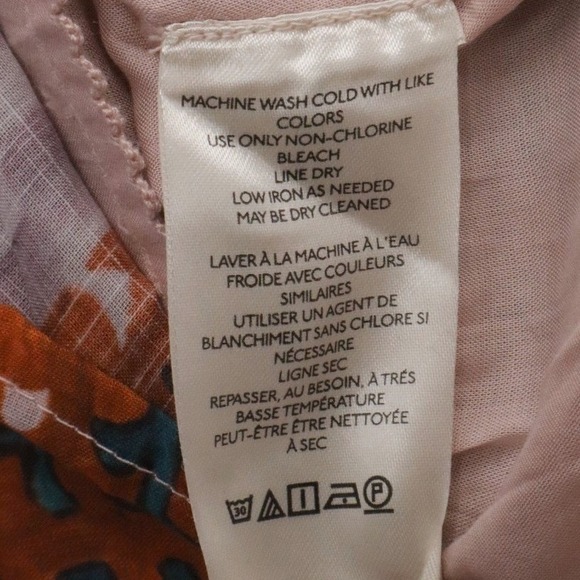 MACHINE WASH COLD WITH LIKE
COLORS
USE ONLY NON-CHLORINE
BLEACH
LINE DRY
LOW IRON AS NEEDED
MAY BE DRY CLEANED
LAVER À LA MACHINE À L'EAU
FROIDE AVEC COULEURS
SIMILAIRES
UTILISER UN AGENT DE
BLANCHIMENT SANS CHLORE SI
NÉCESSAIRE
LIGNE SEC
REPASSER, AU BESOIN, À TRÉS
BASSE TEMPÉRATURE
PEUT-ÊTRE ÊTRE NETTOYÉE
À SEC
30 P